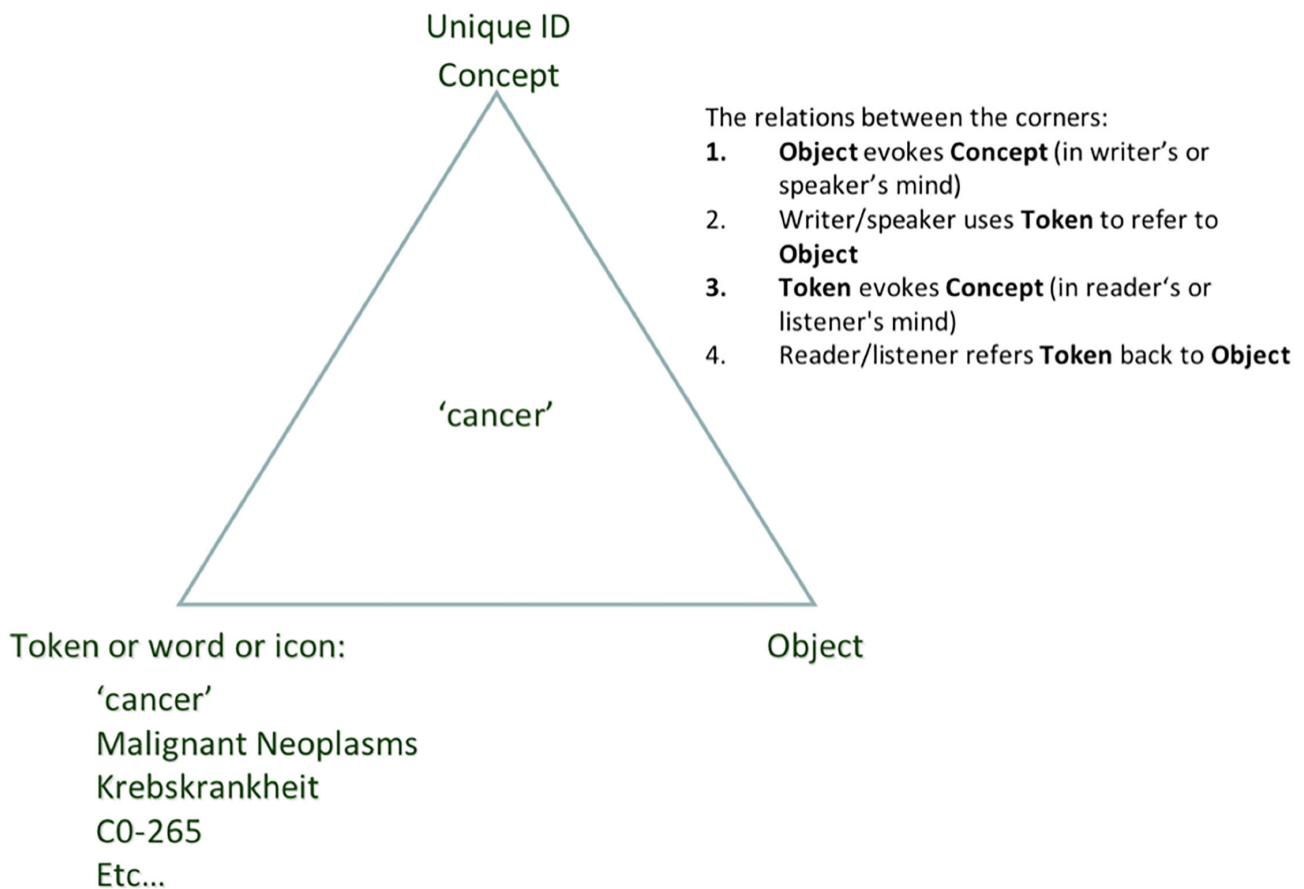 Unique ID
Concept
The relations between the corners:
1. Object evokes Concept (in writer’s or
speaker’s mind)
2. Writer/speaker uses Token to refer to
Object
3. Token evokes Concept (in reader‘s or
listener's mind)
4. Reader/listener refers Token back to Object
‘cancer’
Token or word or icon:
‘cancer’
Malignant Neoplasms
Krebskrankheit
C0-265
Etc...
Object